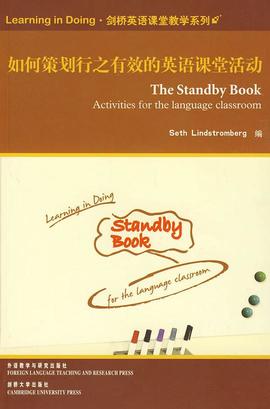 Learning in Doing · 剑桥英语课堂教学系列
如何策划行之有效的英语课堂活动
The Standby Book
Activities for the language classroom
Seth Lindstromberg 编
Learning in Doing
Standby
Book
for the language classroom
外语教学与研究出版社
FOREIGN LANGUAGE TEACHING AND RESEARCH PRESS
剑桥大学出版社
CAMBRIDGE UNIVERSITY PRESS